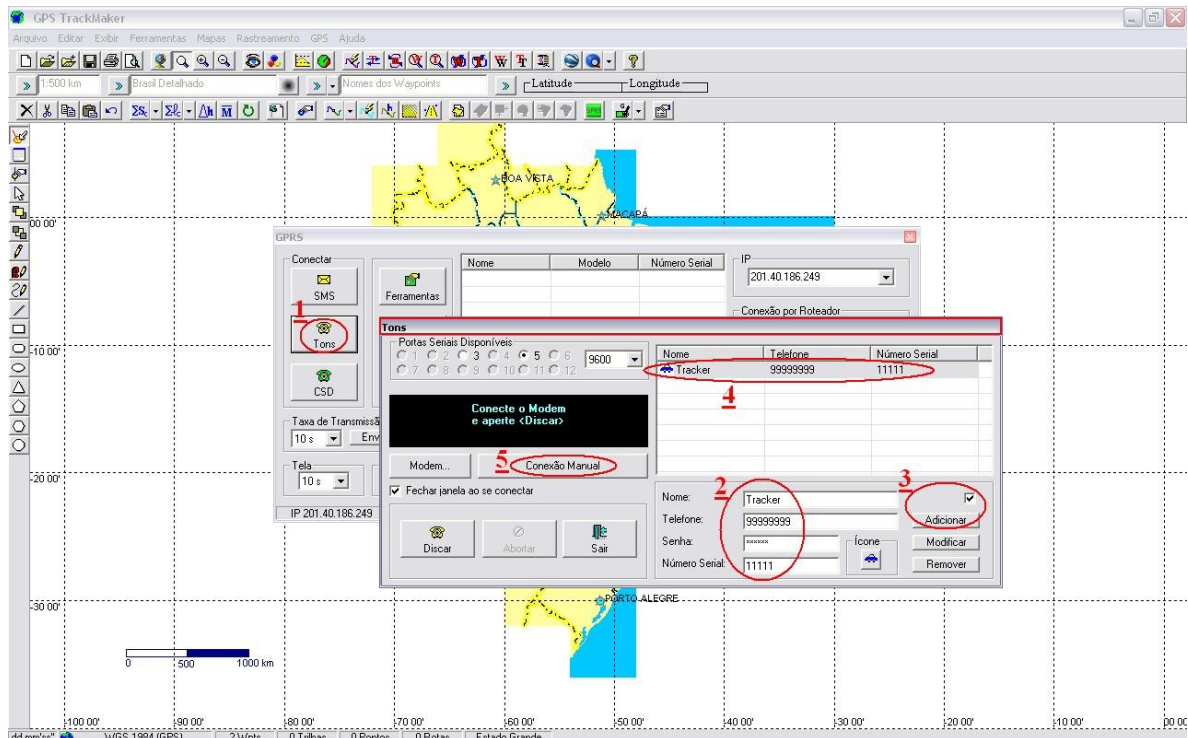 GPS TrackMaker
Arquivo Editar Exibir Ferramentas Mapas Rastreamento GPS Ajuda
1:500 km Brasil Detalhado Nomes dos Waypoints Latitude Longitude
BOA VISTA
MACAPÁ
00 00'
GPRS
Conectar
SMS
Ferramentas
Nome Modelo Número Serial
IP
201.40.186.249
Conexão por Roteador
1
Tons
CSD
Taxa de Transmissã
10 s
Env
Tela
10 s
IP 201.40.186.249
Tons
Portas Seriais Disponíveis
1 2 3 4 5 6
7 8 9 10 11 12
9600
Conecte o Modem
e aperte <Discar>
Modem...
5
Conexão Manual
Fechar janela ao se conectar
Discar
Abortar
Sair
Nome Telefone Número Serial
Tracker 99999999 11111
4
2
3
Nome: Tracker
Telefone: 99999999
Senha: xxxxxx
Número Serial: 11111
Ícone
Adicionar
Modificar
Remover
-10 00'
-20 00'
-30 00'
PORTO ALEGRE
0 500 1000 km
-100 00' -90 00' -80 00' -70 00' -60 00' -50 00' -40 00' -30 00' -20 00' -10 00' 00 00'
dd mm'ss" WGS 1984 (GPS) 2 Wpts 0 Trilhas 0 Pontos 0 Rotas Estado Grande